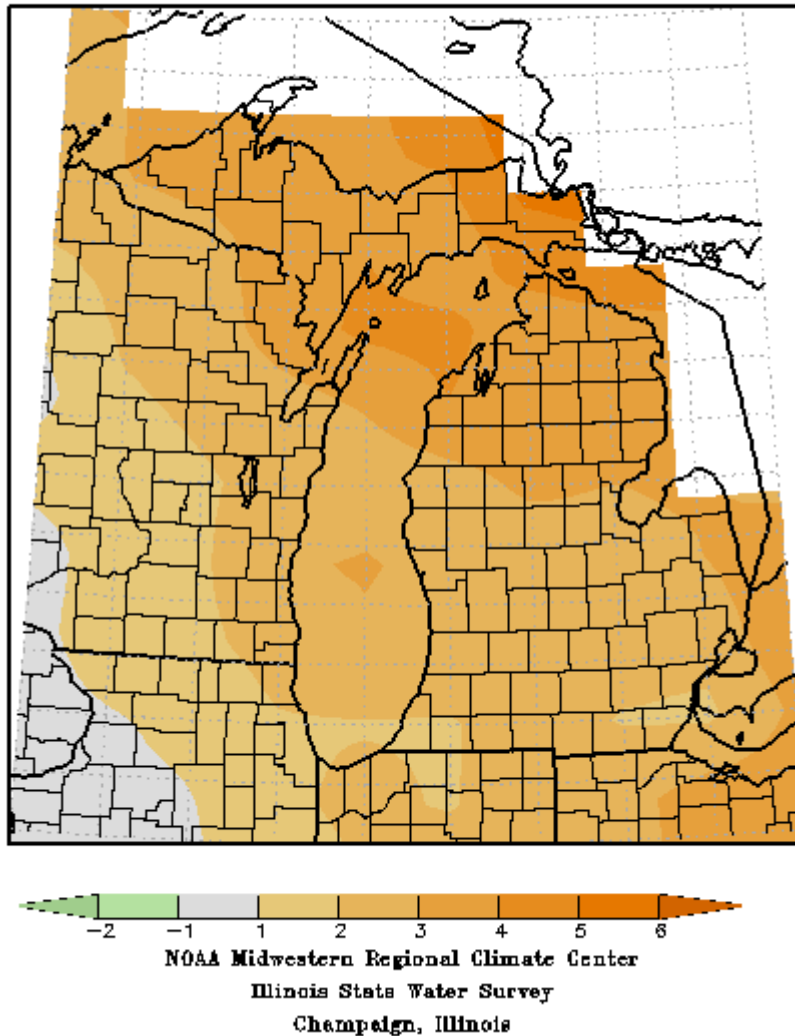 -2 -1 1 2 3 4 5 6
NOAA Midwestern Regional Climate Center
Illinois State Water Survey
Champaign, Illinois